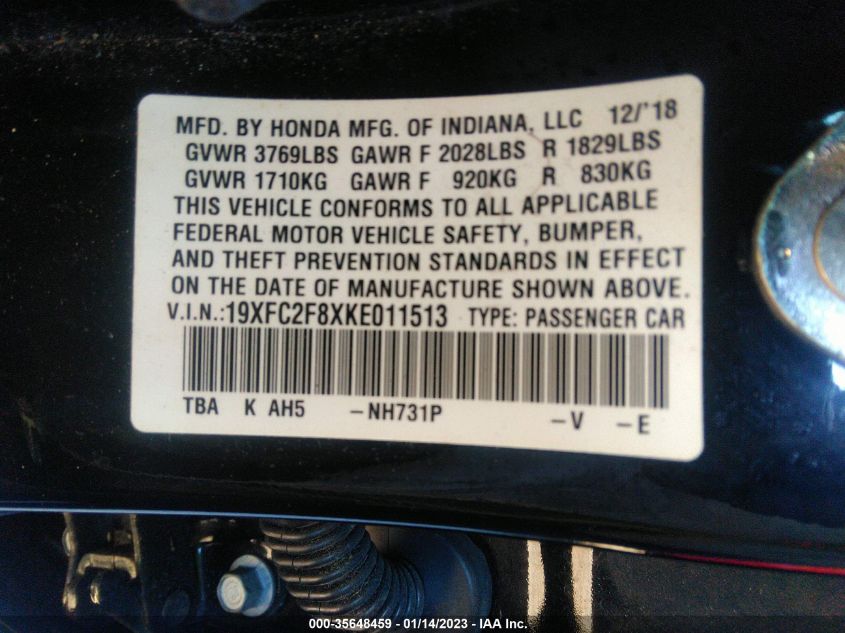 MFD. BY HONDA MFG. OF INDIANA, LLC 12/'18
GVWR 3769LBS GAWR F 2028LBS R 1829LBS
GVWR 1710KG GAWR F 920KG R 830KG
THIS VEHICLE CONFORMS TO ALL APPLICABLE
FEDERAL MOTOR VEHICLE SAFETY, BUMPER,
AND THEFT PREVENTION STANDARDS IN EFFECT
ON THE DATE OF MANUFACTURE SHOWN ABOVE.
V.I.N.:19XFC2F8XKE011513 TYPE: PASSENGER CAR
TBA K AH5 –NH731P –V –E
000-35648459 - 01/14/2023 - IAA Inc.